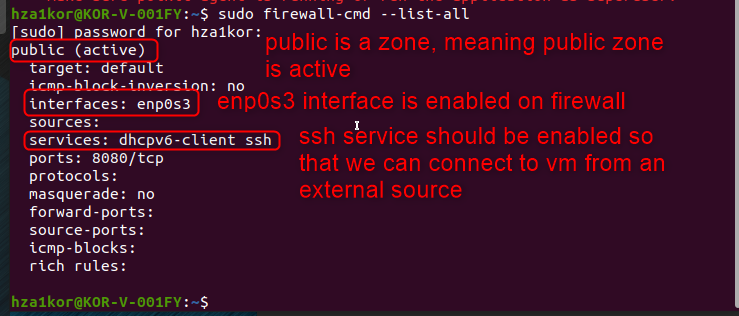 hza1kor@KOR-V-001FY:~$ sudo firewall-cmd --list-all
[sudo] password for hza1kor:
public (active)
public is a zone, meaning public zone
is active
target: default
icmp-block-inversion: no
interfaces: enp0s3
enp0s3 interface is enabled on firewall
sources:
services: dhcpv6-client ssh
ssh service should be enabled so
that we can connect to vm from an
external source
ports: 8080/tcp
protocols:
masquerade: no
forward-ports:
source-ports:
icmp-blocks:
rich rules:
hza1kor@KOR-V-001FY:~$